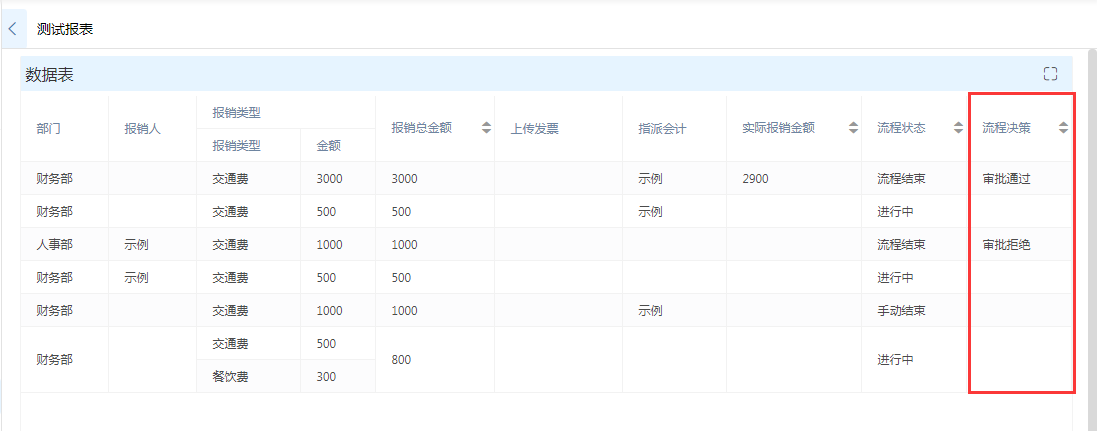 测试报表
数据表
部门 报销人 报销类型 报销总金额 上传发票 指派会计 实际报销金额 流程状态 流程决策
报销类型 金额
财务部 交通费 3000 3000 示例 2900 流程结束 审批通过
财务部 交通费 500 500 示例 进行中
人事部 示例 交通费 1000 1000 流程结束 审批拒绝
财务部 示例 交通费 500 500 进行中
财务部 交通费 1000 1000 示例 手动结束
财务部 交通费 500 800 进行中
餐饮费 300